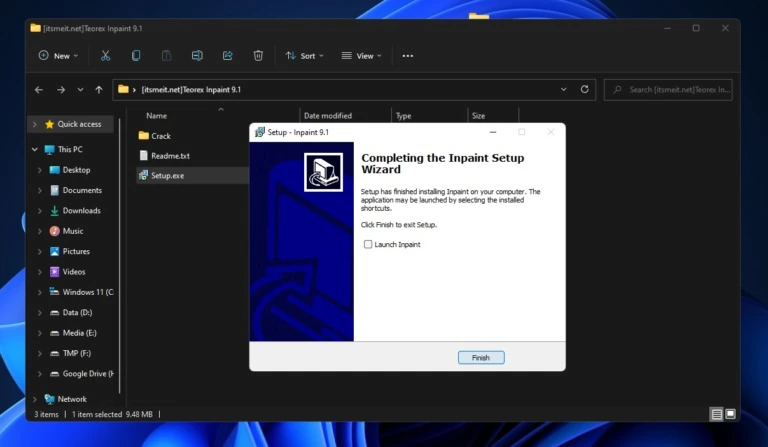 [itsmeit.net]Teorex Inpaint 9.1
New
Sort
View
[itsmeit.net]Teorex Inpaint 9.1
Search [itsmeit.net]Teorex In...
Name
Date modified
Type
Size
Quick access
This PC
Desktop
Documents
Downloads
Music
Pictures
Videos
Windows 11 (C
Data (D:)
Media (E:)
TMP (F:)
Google Drive (H
Network
Crack
Readme.txt
Setup.exe
Setup - Inpaint 9.1
Completing the Inpaint Setup
Wizard
Setup has finished installing Inpaint on your computer. The
application may be launched by selecting the installed
shortcuts.
Click Finish to exit Setup.
Launch Inpaint
Finish
3 items
1 item selected 9.48 MB